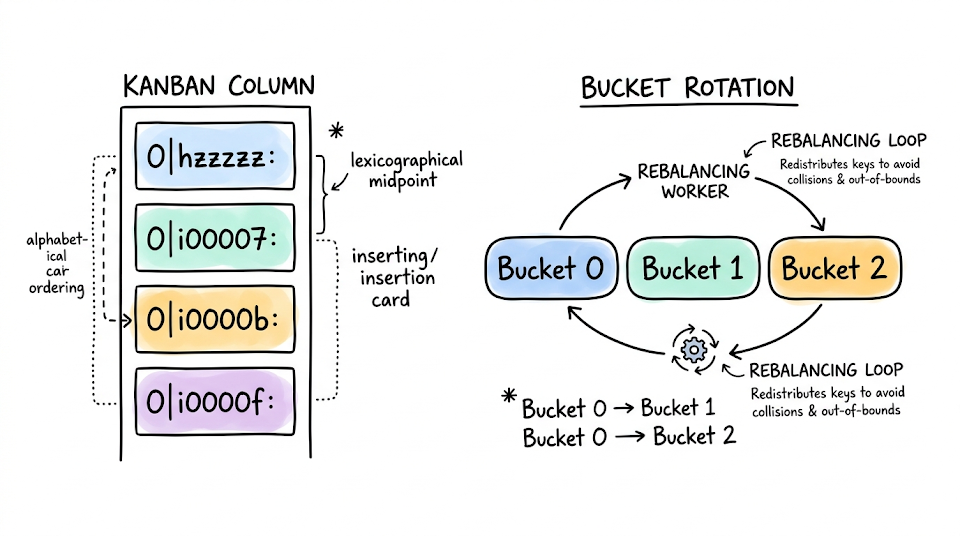 KANBAN COLUMN
0|hzzzzz:
0|i00007:
0|i0000b:
0|i0000f:
alphabet-
ical
car
ordering
*
lexicographical
midpoint
inserting/
insertion
card
BUCKET ROTATION
REBALANCING LOOP
Redistributes keys to avoid
collisions & out-of-bounds
REBALANCING
WORKER
Bucket 0
Bucket 1
Bucket 2
REBALANCING LOOP
Redistributes keys to avoid
collisions & out-of-bounds
* Bucket 0 → Bucket 1
Bucket 0 → Bucket 2